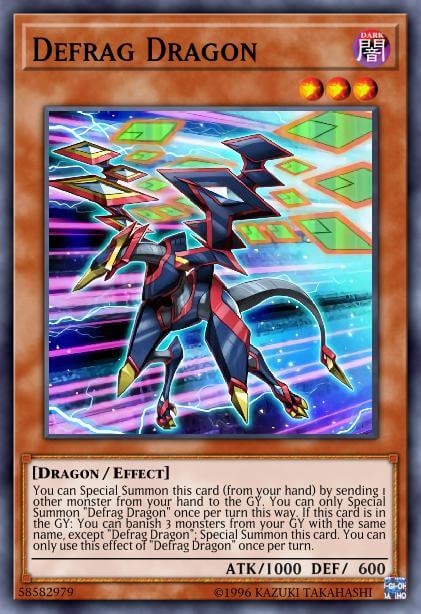 DEFRAG DRAGON
DARK
闇
[DRAGON / EFFECT]
You can Special Summon this card (from your hand) by sending 1
other monster from your hand to the GY. You can only Special
Summon "Defrag Dragon" once per turn this way. If this card is in
the GY: You can banish 3 monsters from your GY with the same
name, except "Defrag Dragon"; Special Summon this card. You can
only use this effect of "Defrag Dragon" once per turn.
ATK/1000 DEF/ 600
58582979
©1996 KAZUKI TAKAHASHI